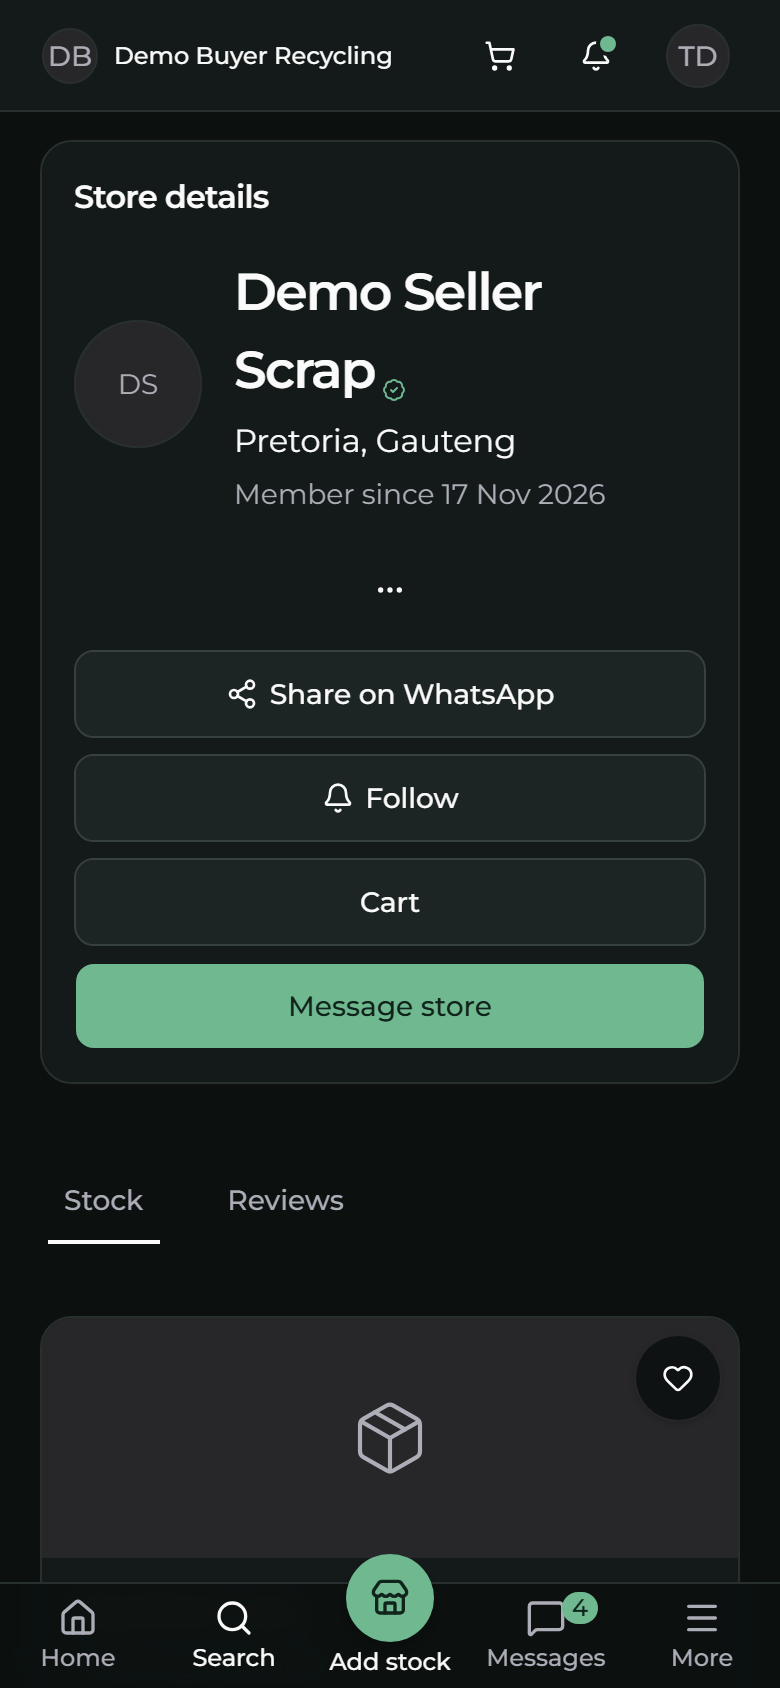 DB Demo Buyer Recycling TD
Store details
DS
Demo Seller
Scrap
Pretoria, Gauteng
Member since 17 Nov 2026
...
Share on WhatsApp
Follow
Cart
Message store
Stock Reviews
4
Home Search Add stock Messages More